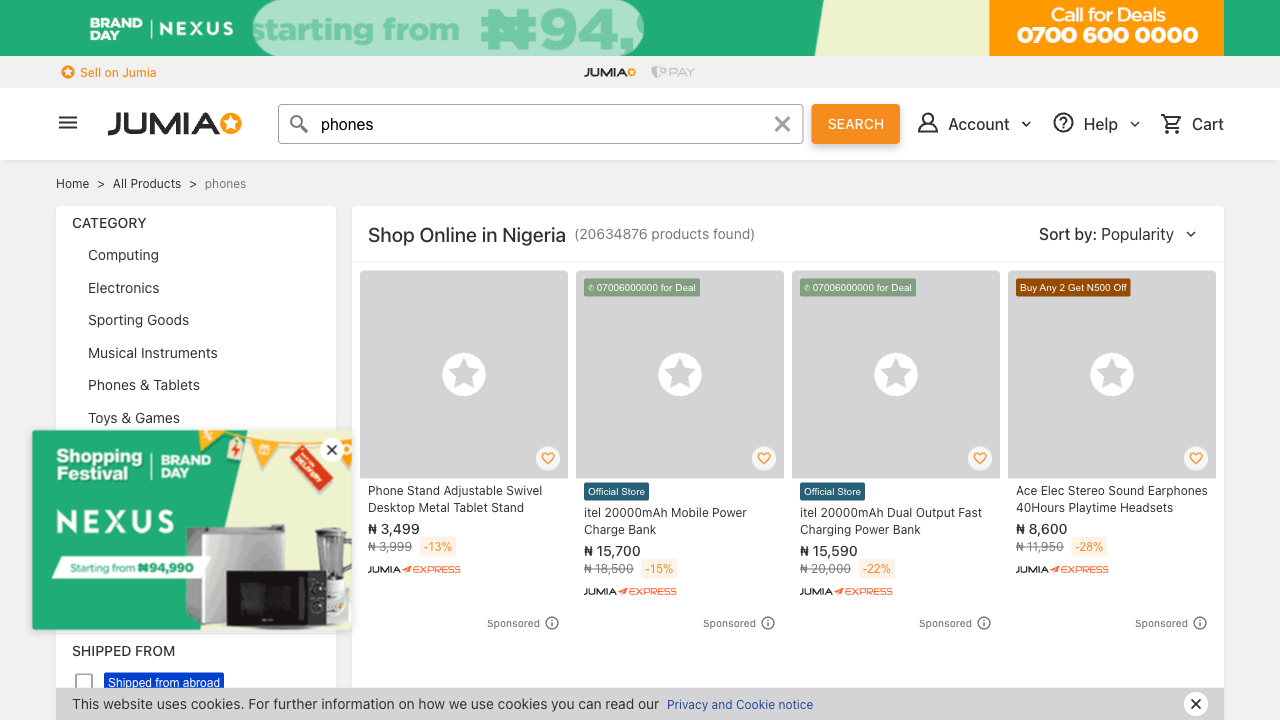 BRAND
DAY
NEXUS
starting from ₦94,
Call for Deals
0700 600 0000
Sell on Jumia
JUMIA
PAY
JUMIA
phones
SEARCH
Account
Help
Cart
Home > All Products > phones
CATEGORY
Computing
Electronics
Sporting Goods
Musical Instruments
Phones & Tablets
Toys & Games
Shopping
Festival
BRAND
DAY
DELIVERY
NEXUS
Starting from ₦94,990
SHIPPED FROM
Shipped from abroad
Shop Online in Nigeria (20634876 products found)
Sort by: Popularity
Phone Stand Adjustable Swivel
Desktop Metal Tablet Stand
₦ 3,499
₦ 3,999 -13%
JUMIA EXPRESS
Sponsored
✆ 07006000000 for Deal
Official Store
itel 20000mAh Mobile Power
Charge Bank
₦ 15,700
₦ 18,500 -15%
JUMIA EXPRESS
Sponsored
✆ 07006000000 for Deal
Official Store
itel 20000mAh Dual Output Fast
Charging Power Bank
₦ 15,590
₦ 20,000 -22%
JUMIA EXPRESS
Sponsored
Buy Any 2 Get N500 Off
Ace Elec Stereo Sound Earphones
40Hours Playtime Headsets
₦ 8,600
₦ 11,950 -28%
JUMIA EXPRESS
Sponsored
This website uses cookies. For further information on how we use cookies you can read our Privacy and Cookie notice